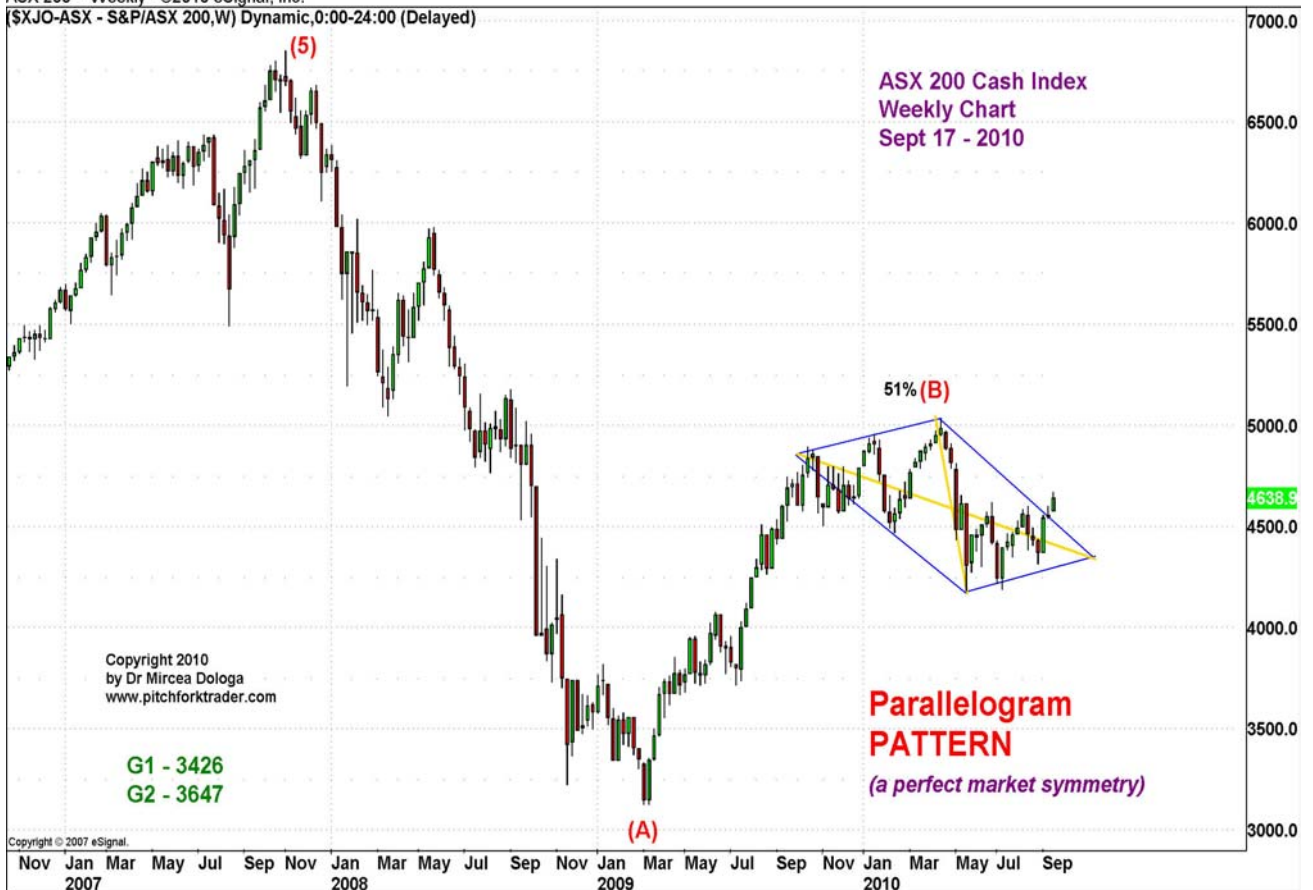 ($XJO-ASX - S&P/ASX 200,W) Dynamic,0:00-24:00 (Delayed)
7000.0
(5)
ASX 200 Cash Index
Weekly Chart
Sept 17 - 2010
6500.0
6000.0
5500.0
51% (B)
5000.0
4638.9
4500.0
4000.0
Copyright 2010
by Dr Mircea Dologa
www.pitchforktrader.com
Parallelogram
PATTERN
(a perfect market symmetry)
3500.0
G1 - 3426
G2 - 3647
(A)
3000.0
Copyright © 2007 eSignal.
Nov Jan Mar May Jul Sep Nov Jan Mar May Jul Sep Nov Jan Mar May Jul Sep Nov Jan Mar May Jul Sep
2007 2008 2009 2010